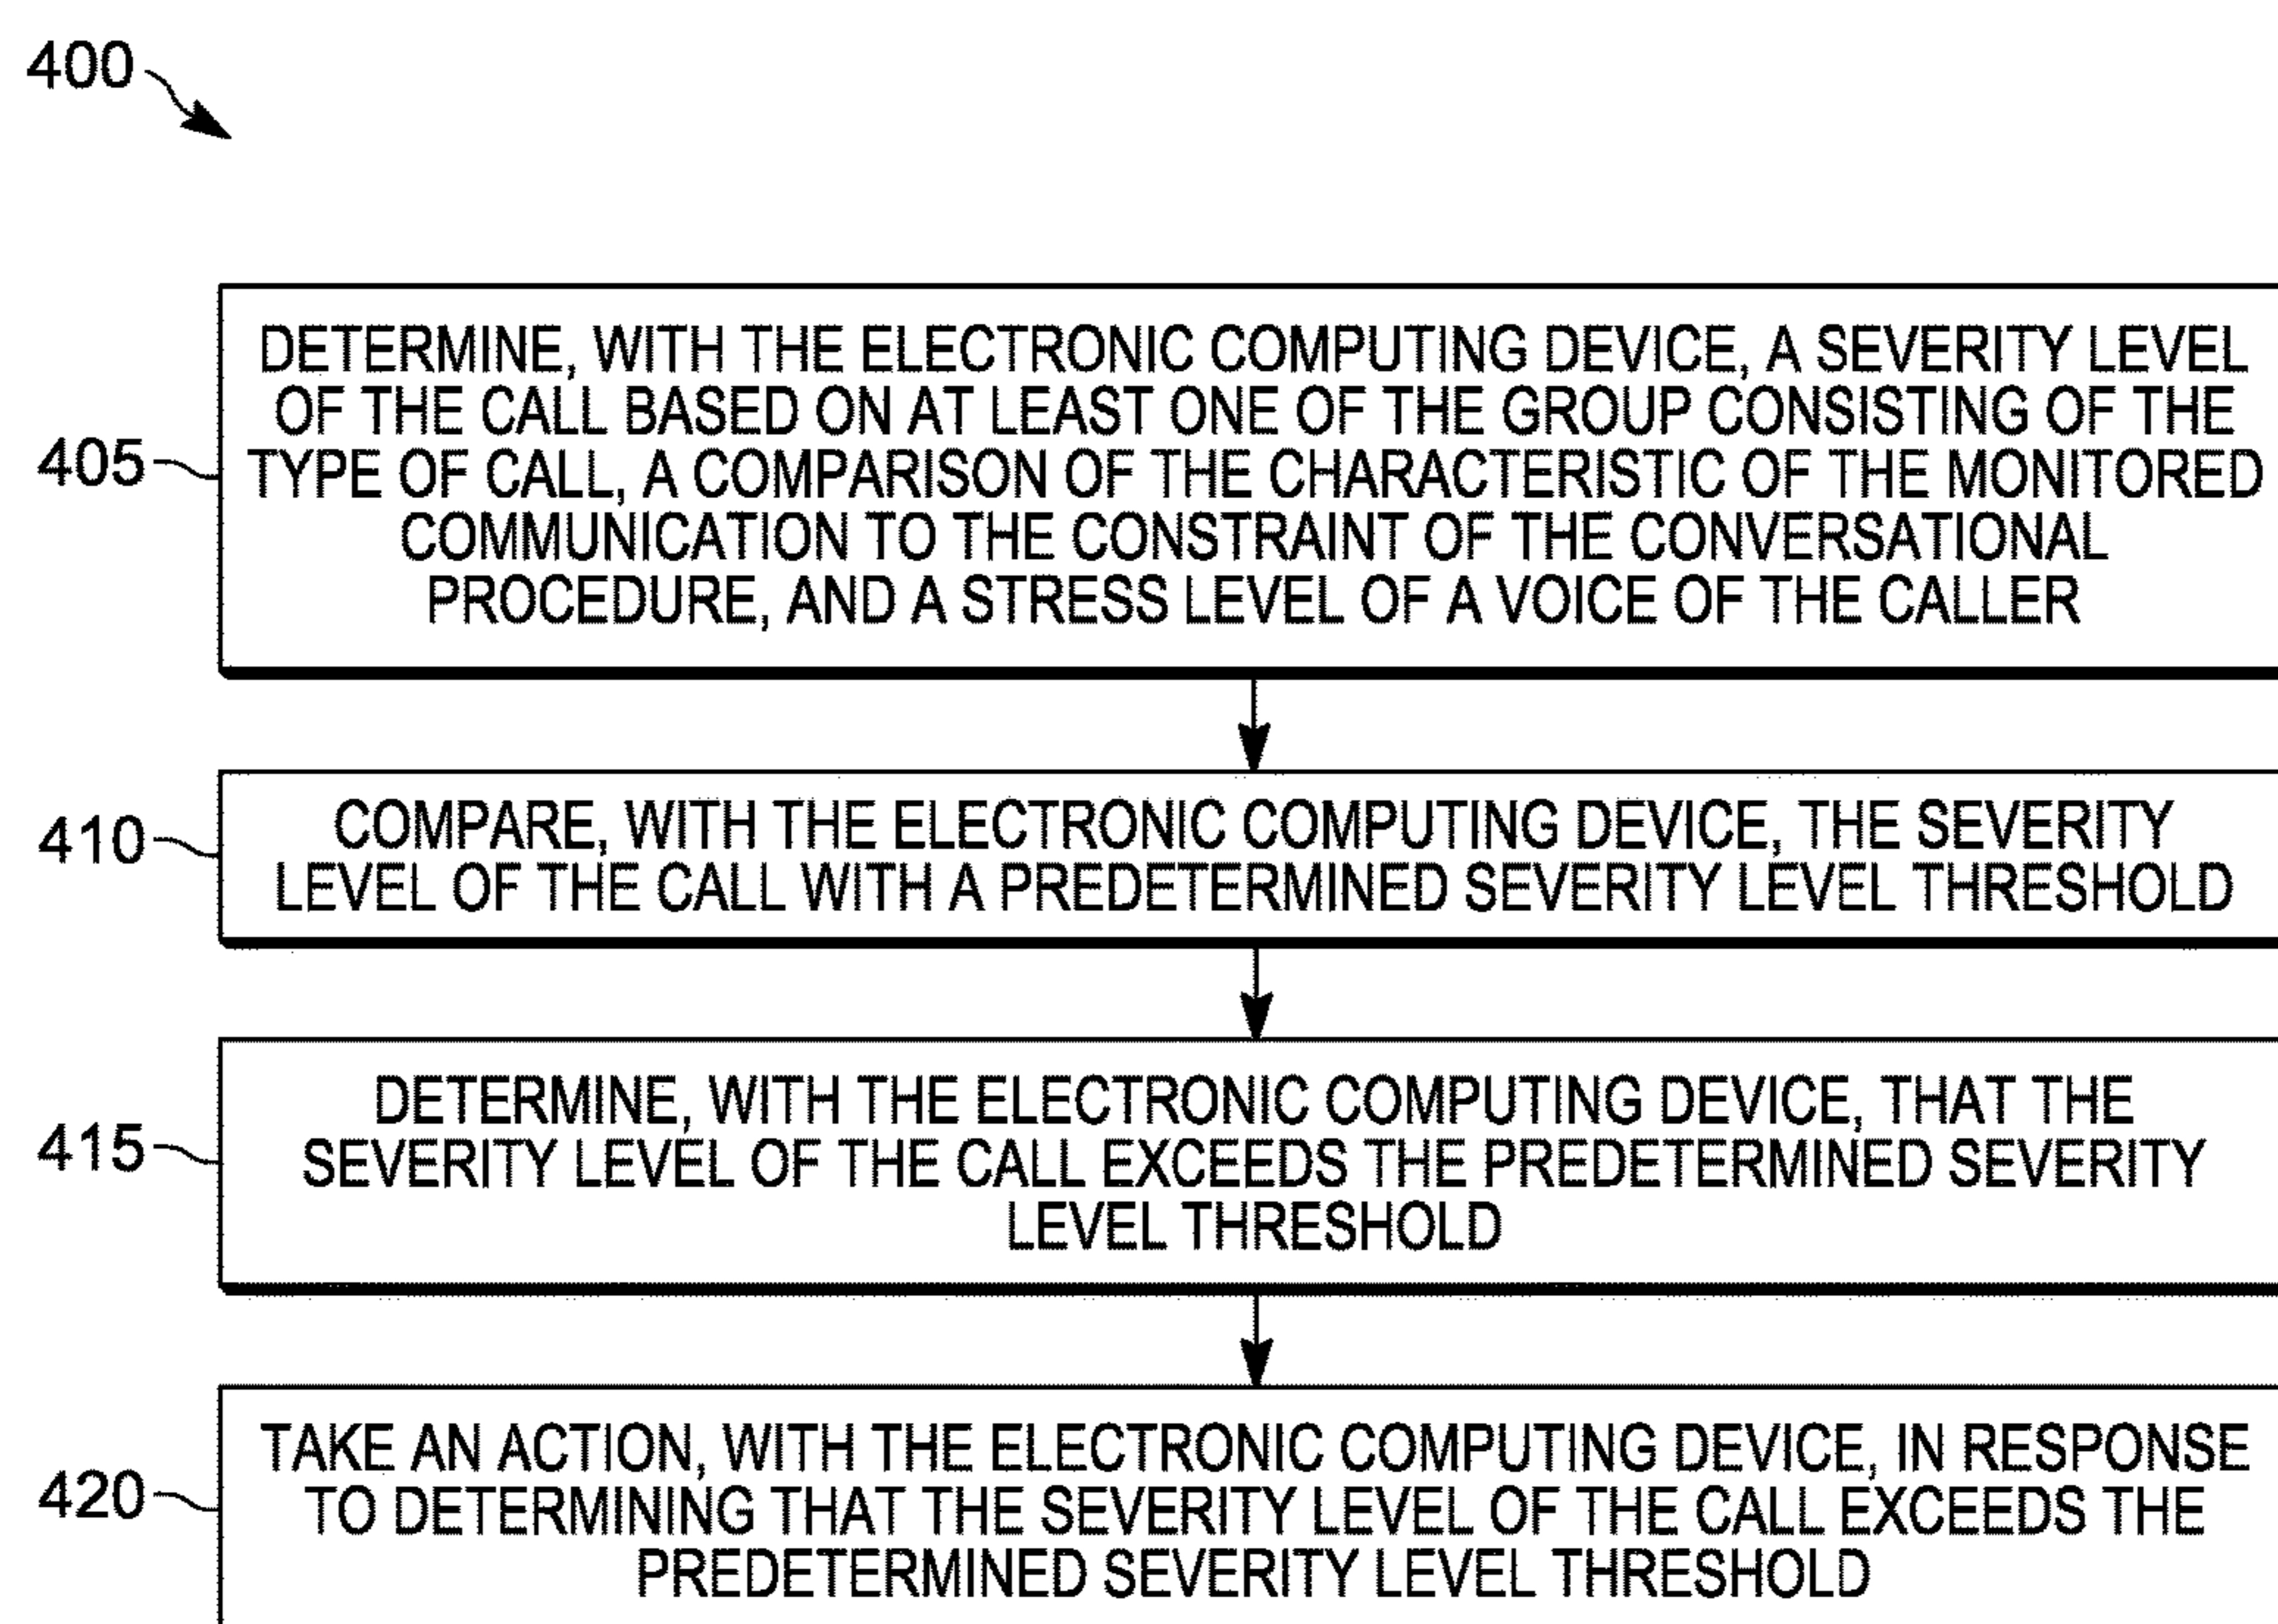 400
405
DETERMINE, WITH THE ELECTRONIC COMPUTING DEVICE, A SEVERITY LEVEL
OF THE CALL BASED ON AT LEAST ONE OF THE GROUP CONSISTING OF THE
TYPE OF CALL, A COMPARISON OF THE CHARACTERISTIC OF THE MONITORED
COMMUNICATION TO THE CONSTRAINT OF THE CONVERSATIONAL
PROCEDURE, AND A STRESS LEVEL OF A VOICE OF THE CALLER
410
COMPARE, WITH THE ELECTRONIC COMPUTING DEVICE, THE SEVERITY
LEVEL OF THE CALL WITH A PREDETERMINED SEVERITY LEVEL THRESHOLD
415
DETERMINE, WITH THE ELECTRONIC COMPUTING DEVICE, THAT THE
SEVERITY LEVEL OF THE CALL EXCEEDS THE PREDETERMINED SEVERITY
LEVEL THRESHOLD
420
TAKE AN ACTION, WITH THE ELECTRONIC COMPUTING DEVICE, IN RESPONSE
TO DETERMINING THAT THE SEVERITY LEVEL OF THE CALL EXCEEDS THE
PREDETERMINED SEVERITY LEVEL THRESHOLD